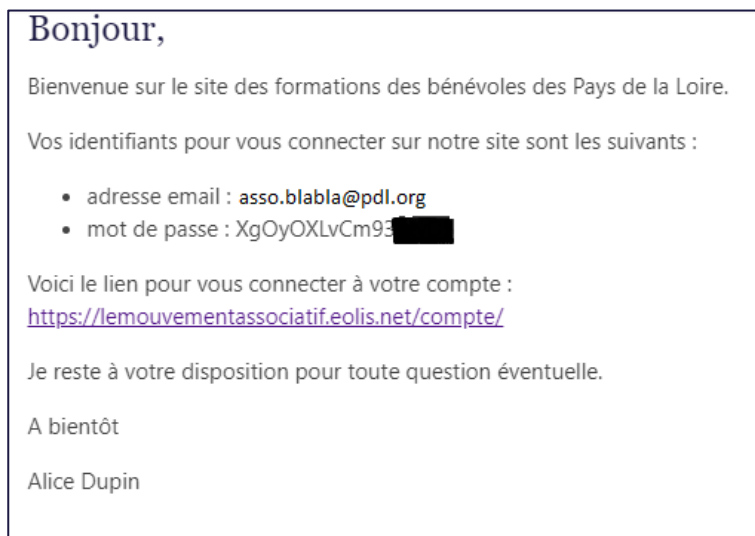 Bonjour,
Bienvenue sur le site des formations des bénévoles des Pays de la Loire.
Vos identifiants pour vous connecter sur notre site sont les suivants :
• adresse email : asso.blabla@pdl.org
• mot de passe : XgOyOXLvCm93
Voici le lien pour vous connecter à votre compte :
https://lemouvementassociatif.eolis.net/compte/
Je reste à votre disposition pour toute question éventuelle.
A bientôt
Alice Dupin